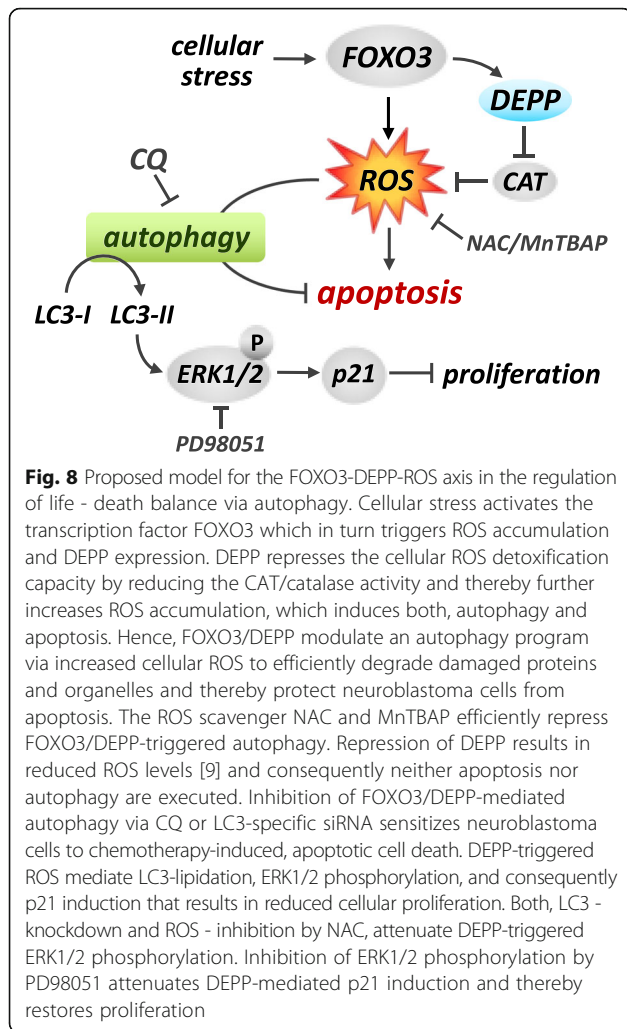 cellular
stress
FOXO3
DEPP
CQ
ROS
CAT
autophagy
NAC/MnTBAP
apoptosis
LC3-I LC3-II
P
ERK1/2
p21
proliferation
PD98051
Fig. 8 Proposed model for the FOXO3-DEPP-ROS axis in the regulation
of life - death balance via autophagy. Cellular stress activates the
transcription factor FOXO3 which in turn triggers ROS accumulation
and DEPP expression. DEPP represses the cellular ROS detoxification
capacity by reducing the CAT/catalase activity and thereby further
increases ROS accumulation, which induces both, autophagy and
apoptosis. Hence, FOXO3/DEPP modulate an autophagy program
via increased cellular ROS to efficiently degrade damaged proteins
and organelles and thereby protect neuroblastoma cells from
apoptosis. The ROS scavenger NAC and MnTBAP efficiently repress
FOXO3/DEPP-triggered autophagy. Repression of DEPP results in
reduced ROS levels [9] and consequently neither apoptosis nor
autophagy are executed. Inhibition of FOXO3/DEPP-mediated
autophagy via CQ or LC3-specific siRNA sensitizes neuroblastoma
cells to chemotherapy-induced, apoptotic cell death. DEPP-triggered
ROS mediate LC3-lipidation, ERK1/2 phosphorylation, and consequently
p21 induction that results in reduced cellular proliferation. Both, LC3 -
knockdown and ROS - inhibition by NAC, attenuate DEPP-triggered
ERK1/2 phosphorylation. Inhibition of ERK1/2 phosphorylation by
PD98051 attenuates DEPP-mediated p21 induction and thereby
restores proliferation